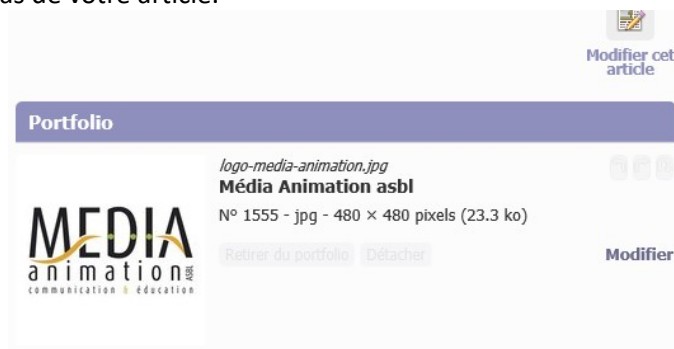 us de votre article.
Modifier cet
article
Portfolio
logo-media-animation.jpg
Média Animation asbl
N° 1555 - jpg - 480 × 480 pixels (23.3 ko)
MEDIA
animation ASBL
communication & éducation
Retirer du portfolio Détacher
Modifier